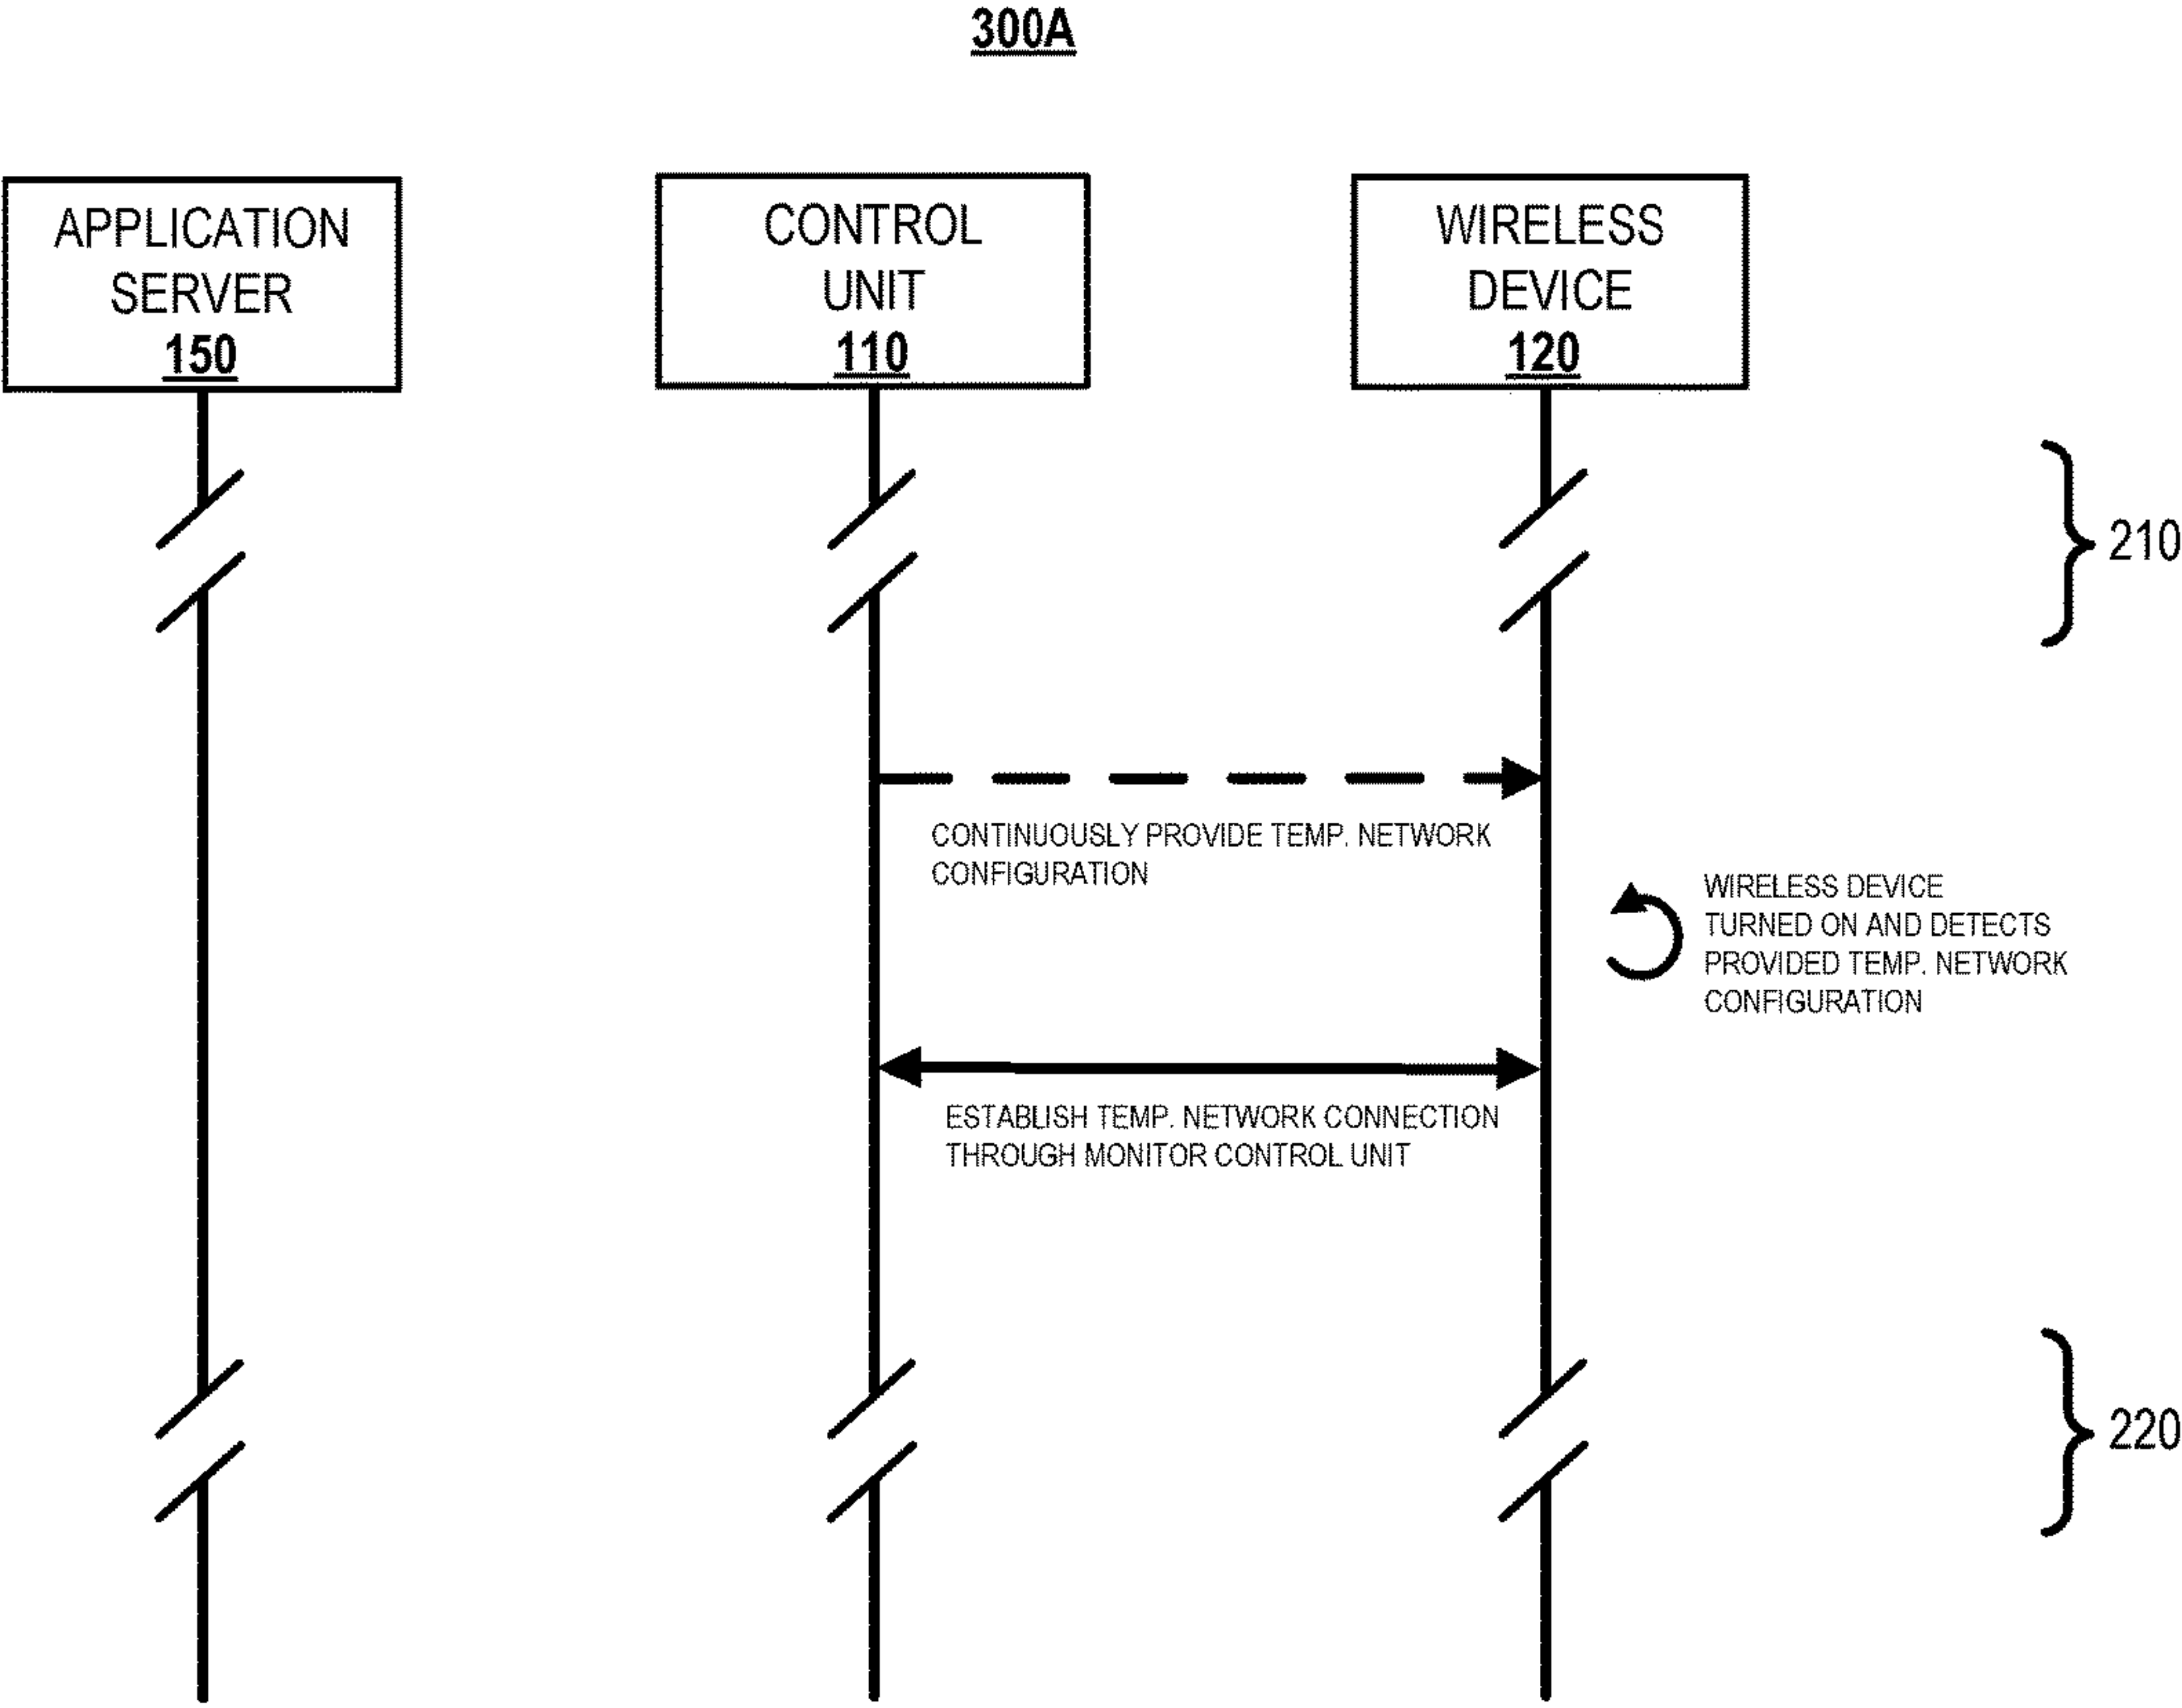 300A
APPLICATION
SERVER
150
CONTROL
UNIT
110
WIRELESS
DEVICE
120
210
CONTINUOUSLY PROVIDE TEMP. NETWORK
CONFIGURATION
WIRELESS DEVICE
TURNED ON AND DETECTS
PROVIDED TEMP. NETWORK
CONFIGURATION
ESTABLISH TEMP. NETWORK CONNECTION
THROUGH MONITOR CONTROL UNIT
220